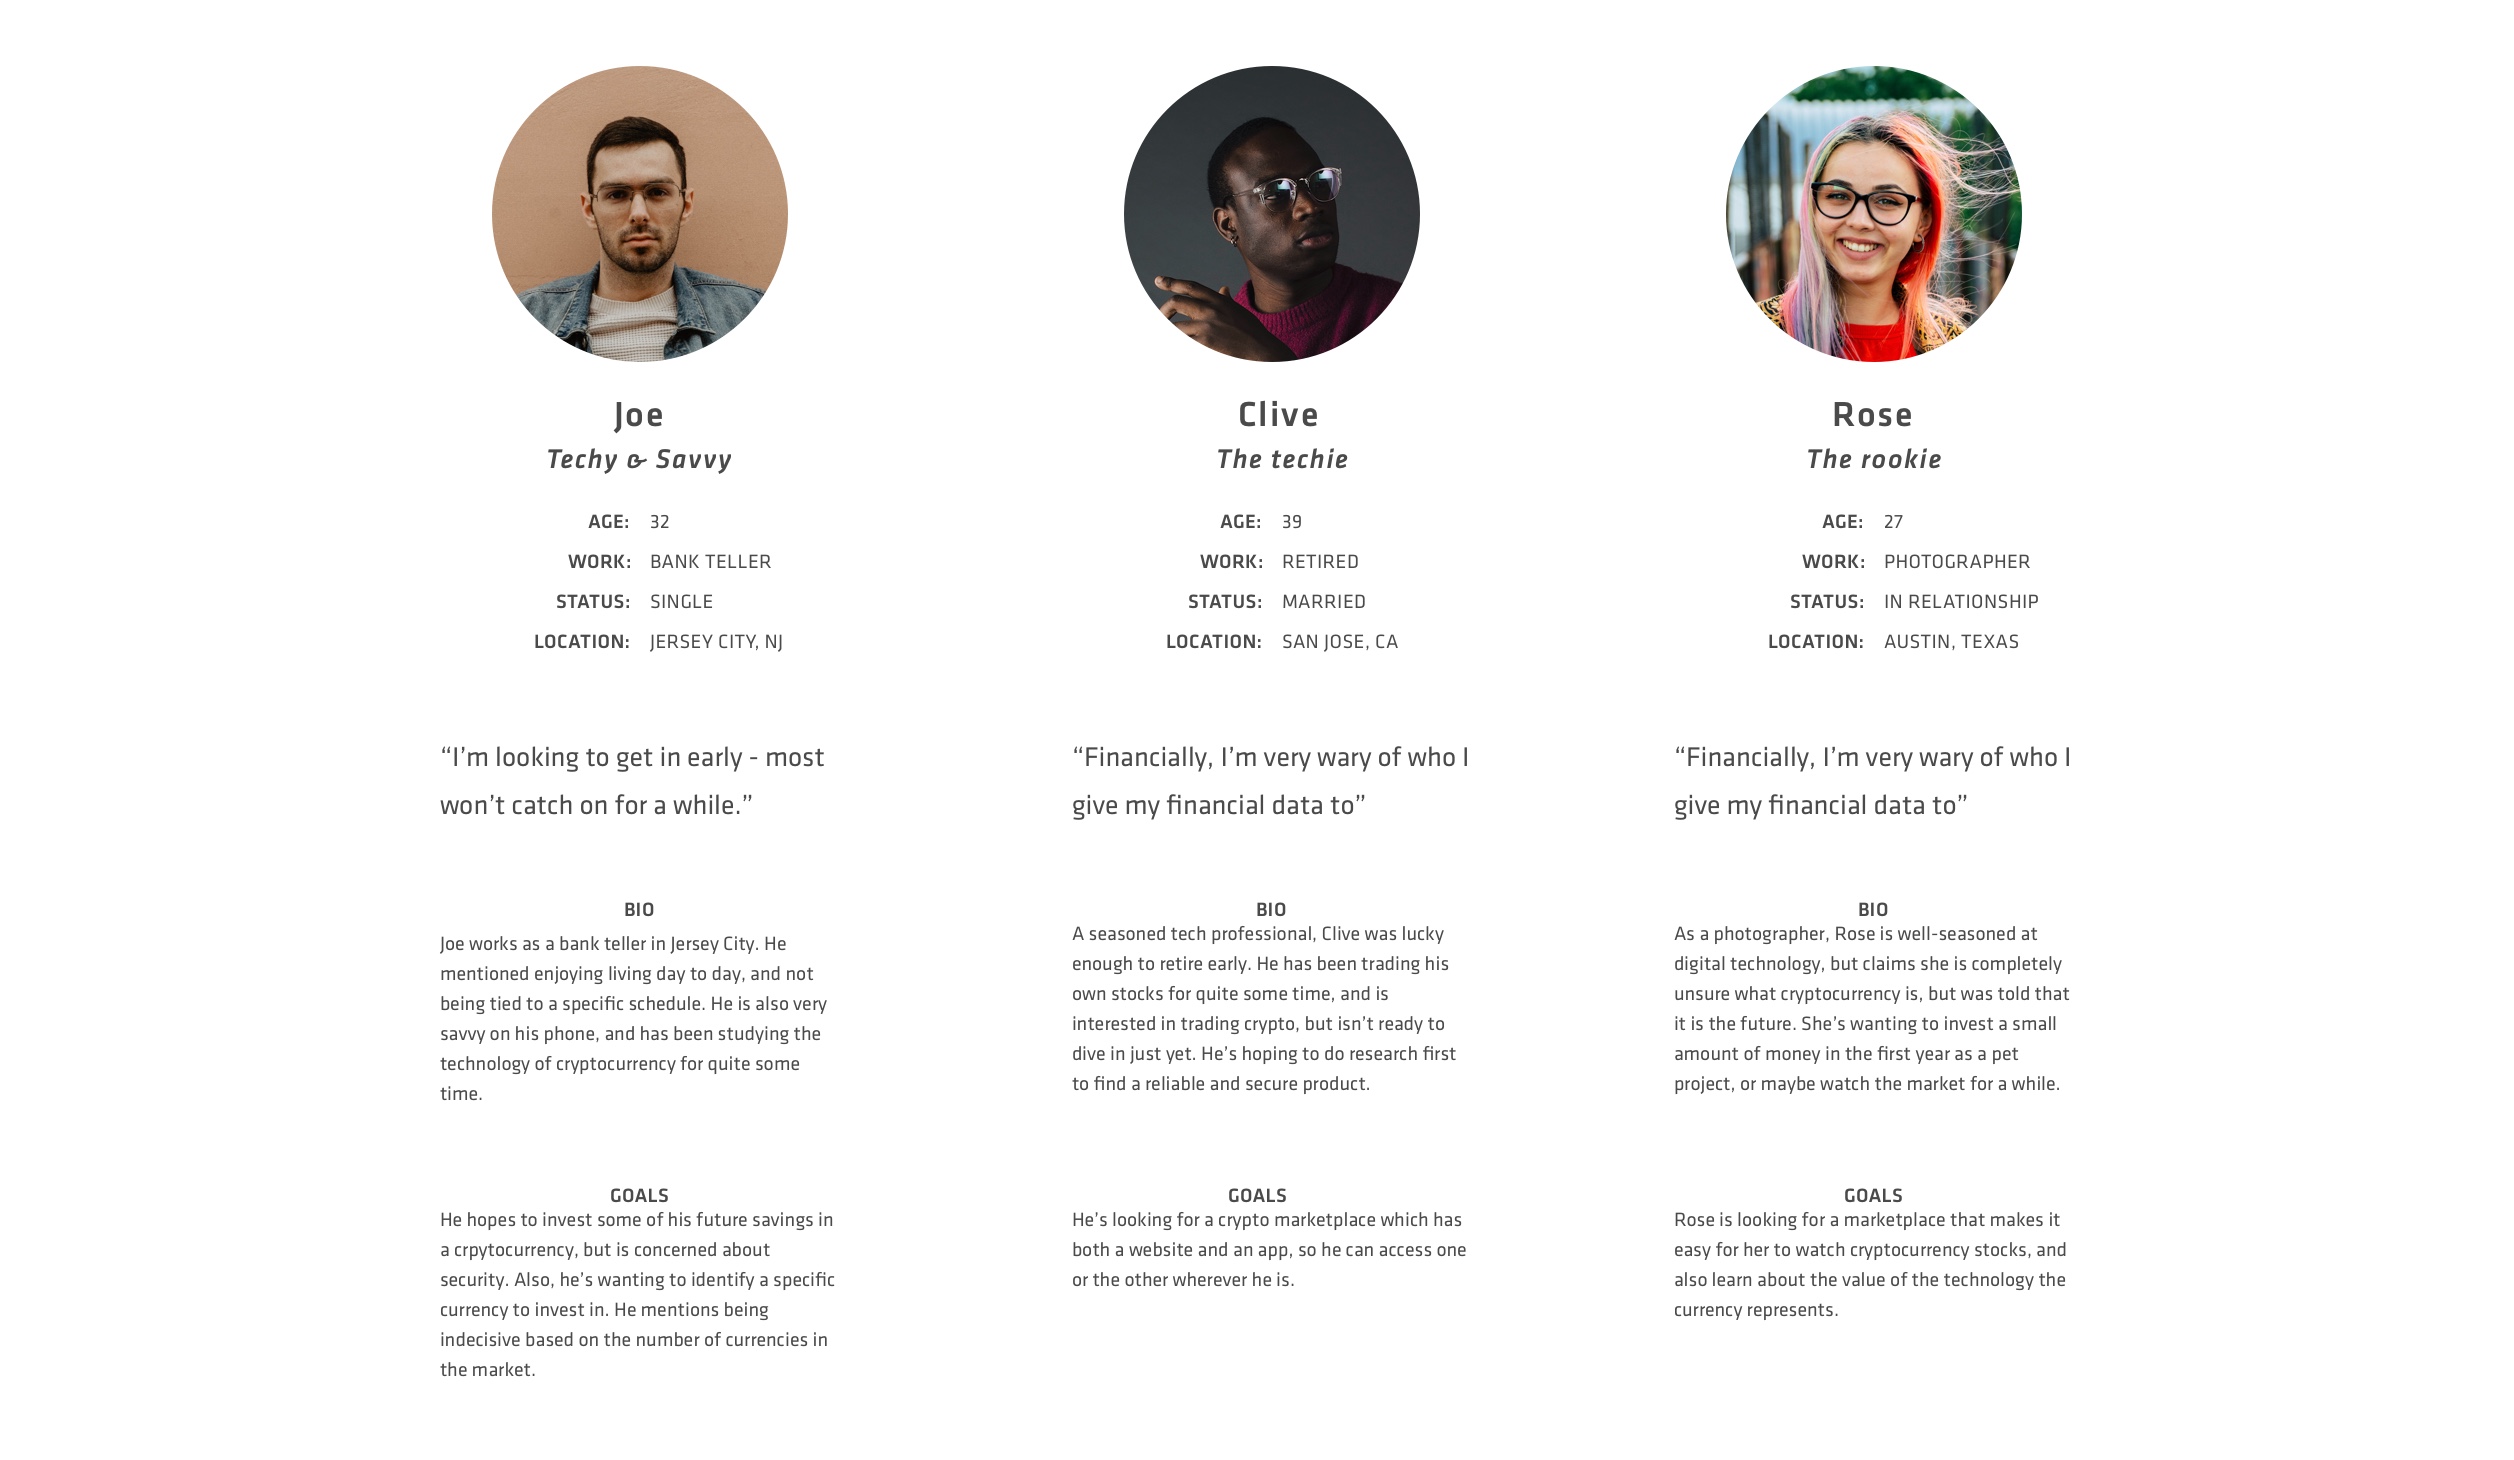 Joe
Techy & Savvy
AGE: 32
WORK: BANK TELLER
STATUS: SINGLE
LOCATION: JERSEY CITY, NJ
“I’m looking to get in early - most
won’t catch on for a while.”
BIO
Joe works as a bank teller in Jersey City. He
mentioned enjoying living day to day, and not
being tied to a specific schedule. He is also very
savvy on his phone, and has been studying the
technology of cryptocurrency for quite some
time.
GOALS
He hopes to invest some of his future savings in
a crpytocurrency, but is concerned about
security. Also, he’s wanting to identify a specific
currency to invest in. He mentions being
indecisive based on the number of currencies in
the market.
Clive
The techie
AGE: 39
WORK: RETIRED
STATUS: MARRIED
LOCATION: SAN JOSE, CA
“Financially, I’m very wary of who I
give my financial data to”
BIO
A seasoned tech professional, Clive was lucky
enough to retire early. He has been trading his
own stocks for quite some time, and is
interested in trading crypto, but isn’t ready to
dive in just yet. He’s hoping to do research first
to find a reliable and secure product.
GOALS
He’s looking for a crypto marketplace which has
both a website and an app, so he can access one
or the other wherever he is.
Rose
The rookie
AGE: 27
WORK: PHOTOGRAPHER
STATUS: IN RELATIONSHIP
LOCATION: AUSTIN, TEXAS
“Financially, I’m very wary of who I
give my financial data to”
BIO
As a photographer, Rose is well-seasoned at
digital technology, but claims she is completely
unsure what cryptocurrency is, but was told that
it is the future. She’s wanting to invest a small
amount of money in the first year as a pet
project, or maybe watch the market for a while.
GOALS
Rose is looking for a marketplace that makes it
easy for her to watch cryptocurrency stocks, and
also learn about the value of the technology the
currency represents.